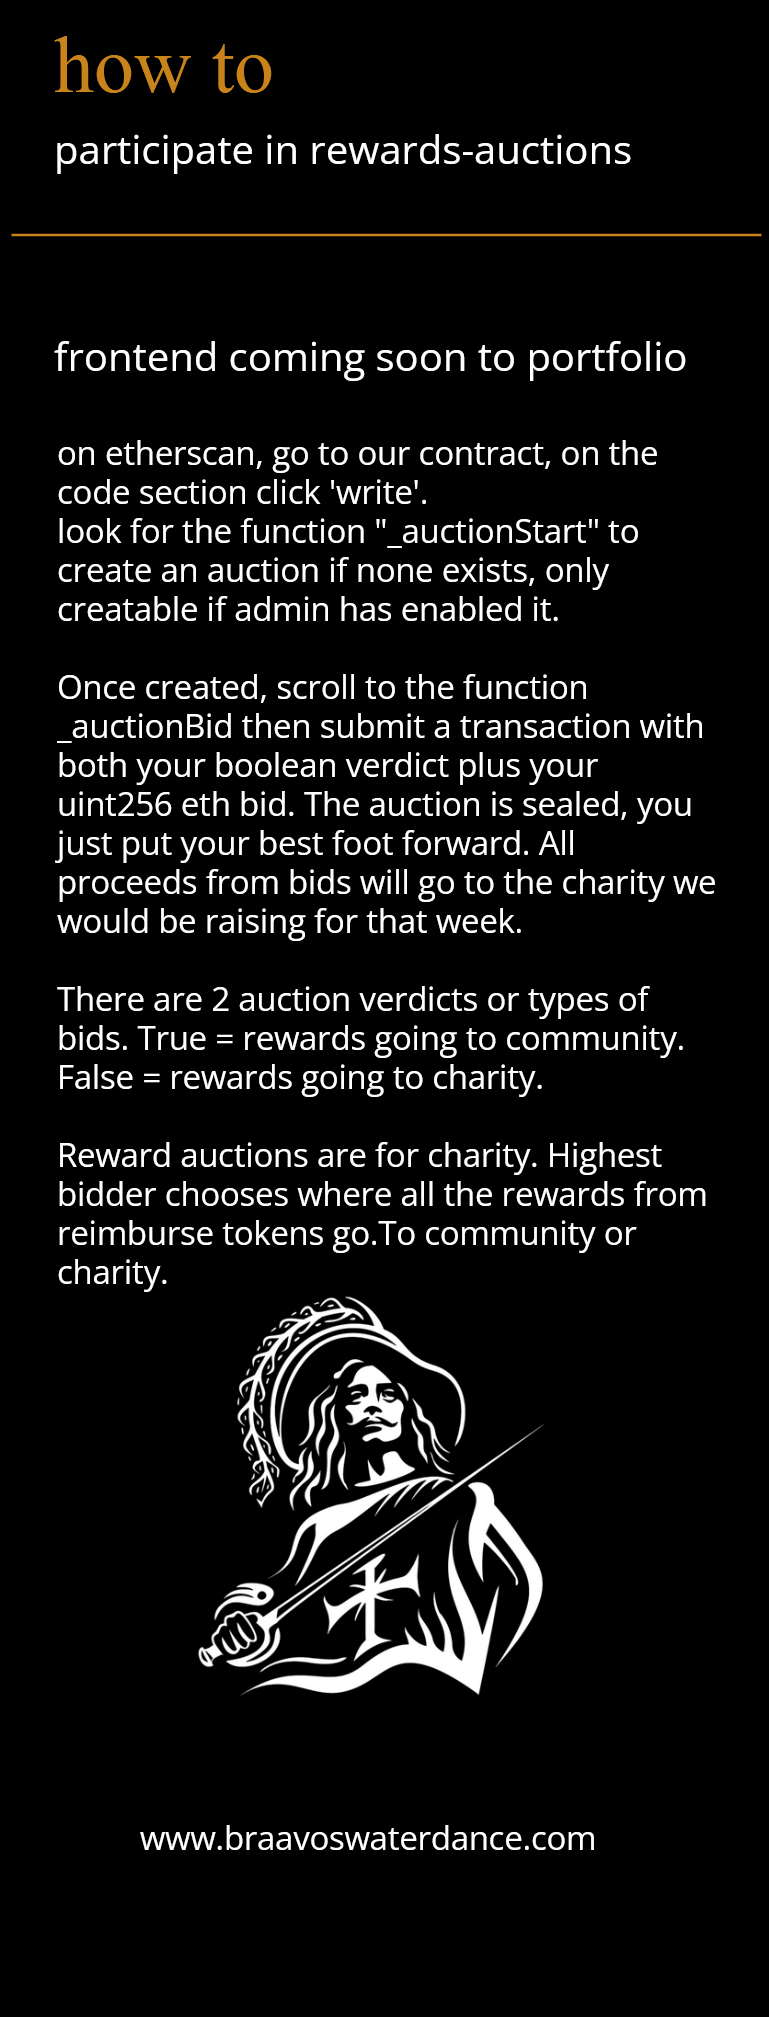 how to
participate in rewards-auctions
frontend coming soon to portfolio
on etherscan, go to our contract, on the
code section click 'write'.
look for the function "_auctionStart" to
create an auction if none exists, only
creatable if admin has enabled it.
Once created, scroll to the function
_auctionBid then submit a transaction with
both your boolean verdict plus your
uint256 eth bid. The auction is sealed, you
just put your best foot forward. All
proceeds from bids will go to the charity we
would be raising for that week.
There are 2 auction verdicts or types of
bids. True = rewards going to community.
False = rewards going to charity.
Reward auctions are for charity. Highest
bidder chooses where all the rewards from
reimburse tokens go.To community or
charity.
www.braavoswaterdance.com